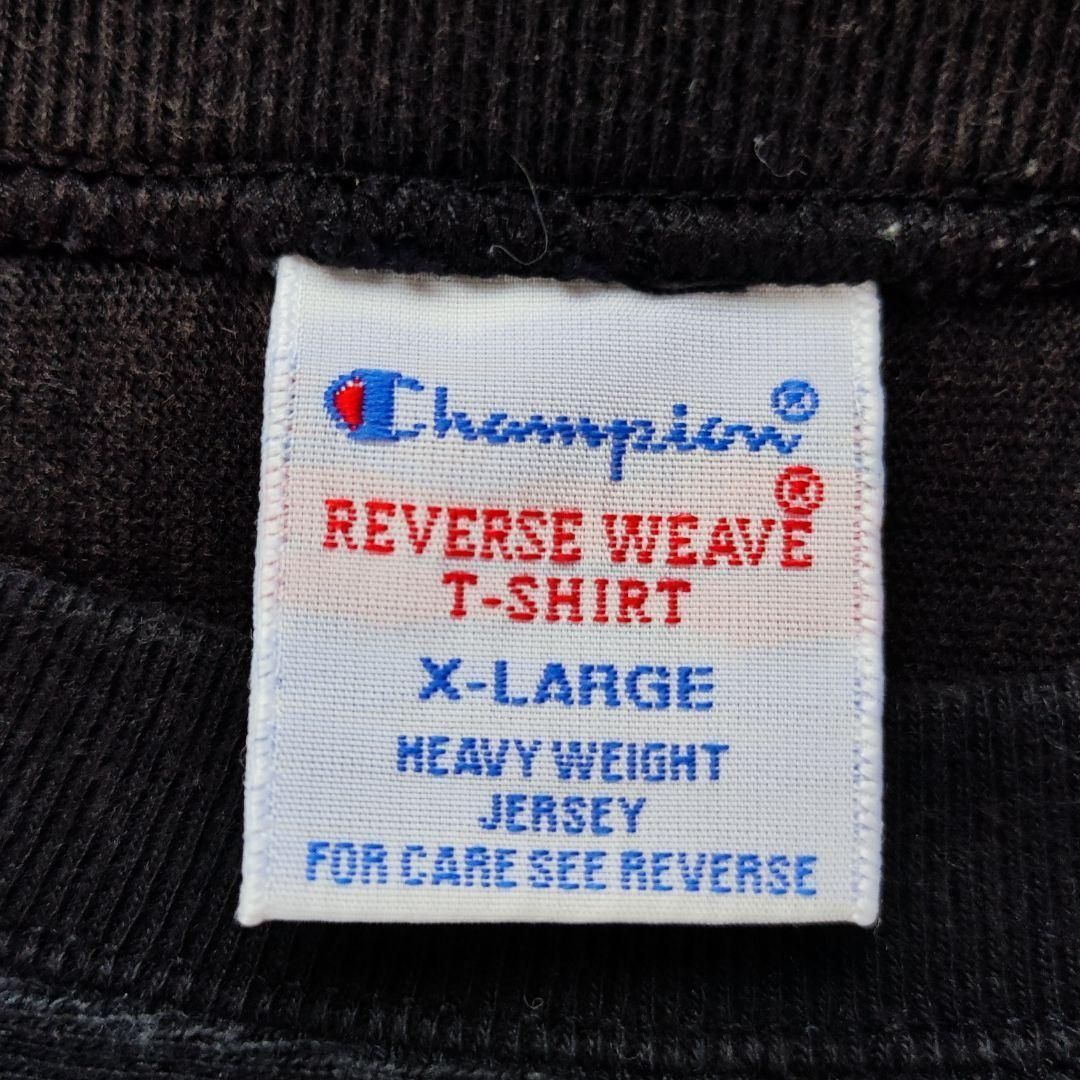 Champion®
REVERSE WEAVE®
T-SHIRT
X-LARGE
HEAVY WEIGHT
JERSEY
FOR CARE SEE REVERSE